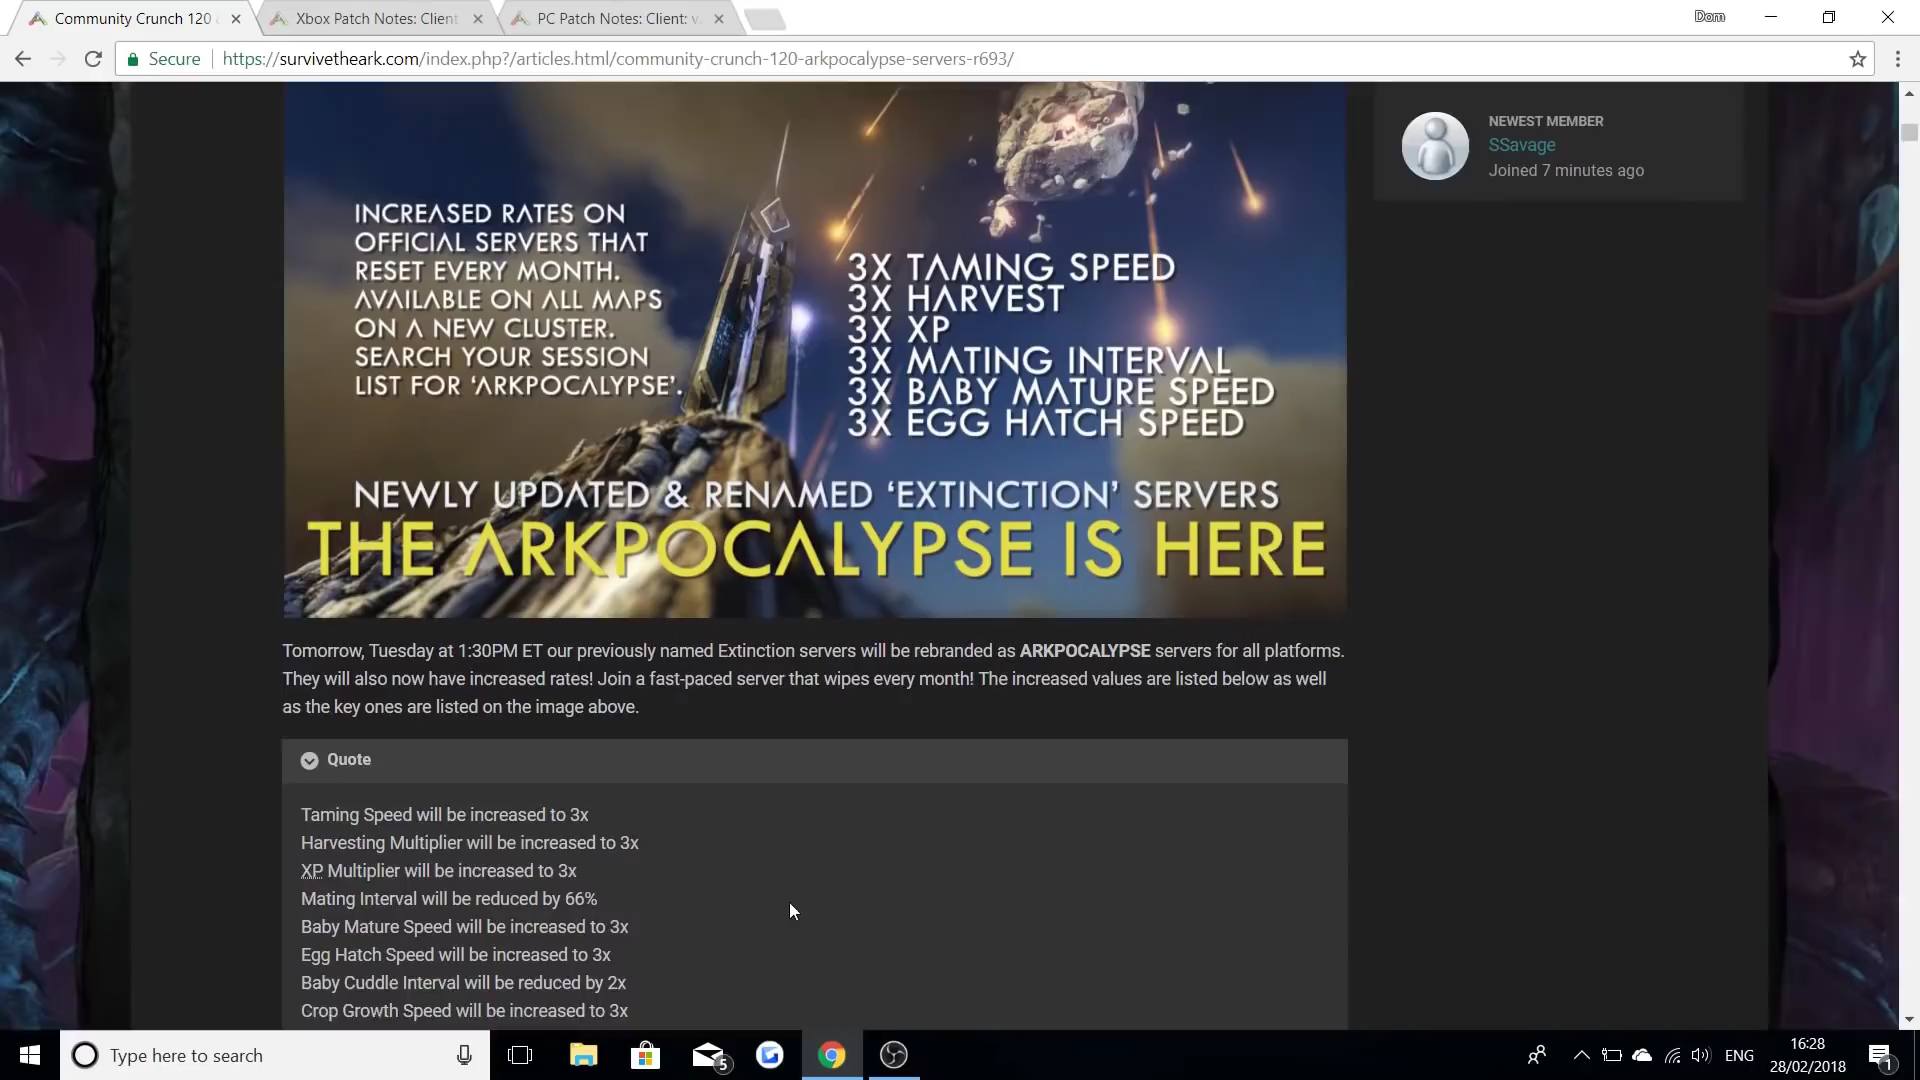 Community Crunch 120
Xbox Patch Notes: Client
PC Patch Notes: Client: v
Dom
Secure
https://survivetheark.com/index.php?/articles.html/community-crunch-120-arkpocalypse-servers-r693/
INCREASED RATES ON
OFFICIAL SERVERS THAT
RESET EVERY MONTH.
AVAILABLE ON ALL MAPS
ON A NEW CLUSTER.
SEARCH YOUR SESSION
LIST FOR 'ARKPOCALYPSE'.
3X TAMING SPEED
3X HARVEST
3X XP
3X MATING INTERVAL
3X BABY MATURE SPEED
3X EGG HATCH SPEED
NEWLY UPDATED & RENAMED 'EXTINCTION' SERVERS
THE ARKPOCALYPSE IS HERE
NEWEST MEMBER
SSavage
Joined 7 minutes ago
Tomorrow, Tuesday at 1:30PM ET our previously named Extinction servers will be rebranded as ARKPOCALYPSE servers for all platforms.
They will also now have increased rates! Join a fast-paced server that wipes every month! The increased values are listed below as well
as the key ones are listed on the image above.
Quote
Taming Speed will be increased to 3x
Harvesting Multiplier will be increased to 3x
XP Multiplier will be increased to 3x
Mating Interval will be reduced by 66%
Baby Mature Speed will be increased to 3x
Egg Hatch Speed will be increased to 3x
Baby Cuddle Interval will be reduced by 2x
Crop Growth Speed will be increased to 3x
Type here to search
5
ENG
16:28
28/02/2018
1